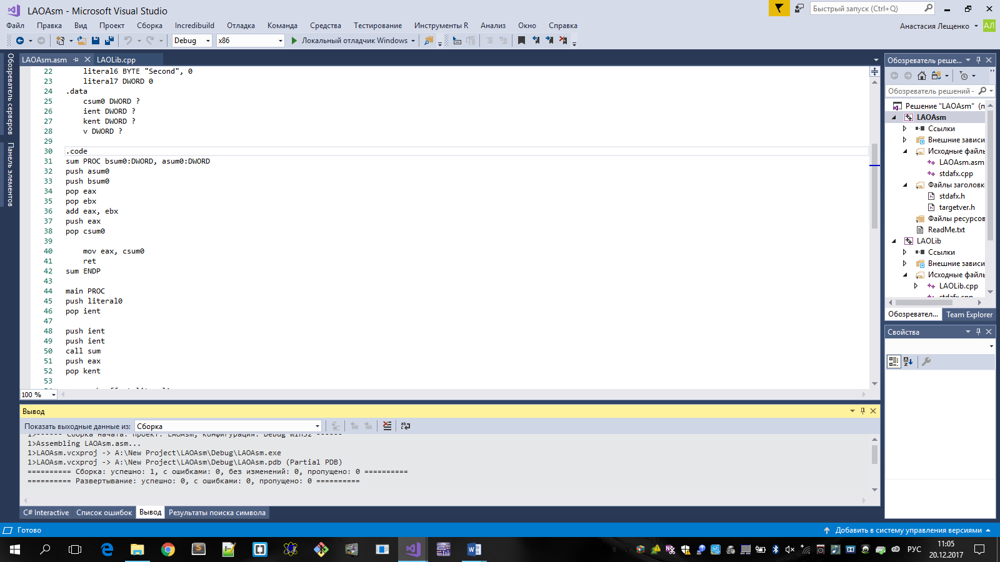 LAOAsm - Microsoft Visual Studio
Быстрый запуск (Ctrl+Q)
Файл Правка Вид Проект Сборка Incredibuild Отладка Команда Средства Тестирование Инструменты R Анализ Окно Справка
Анастасия Лещенко АЛ
Debug x86 Локальный отладчик Windows
Обозреватель серверов
Панель элементов
LAOAsm.asm LAOLib.cpp
22 literal6 BYTE "Second", 0
23 literal7 DWORD 0
24 .data
25 csum0 DWORD ?
26 ient DWORD ?
27 kent DWORD ?
28 v DWORD ?
29
30 .code
31 sum PROC bsum0:DWORD, asum0:DWORD
32 push asum0
33 push bsum0
34 pop eax
35 pop ebx
36 add eax, ebx
37 push eax
38 pop csum0
39
40 mov eax, csum0
41 ret
42 sum ENDP
43
44 main PROC
45 push literal0
46 pop ient
47
48 push ient
49 push ient
50 call sum
51 push eax
52 pop kent
53
100 %
Вывод
Показать выходные данные из: Сборка
1>------ Сборка начата: проект: LAOAsm, Конфигурация: Debug Win32 ------
1>Assembling LAOAsm.asm...
1>LAOAsm.vcxproj -> A:\New Project\LAOAsm\Debug\LAOAsm.exe
1>LAOAsm.vcxproj -> A:\New Project\LAOAsm\Debug\LAOAsm.pdb (Partial PDB)
========== Сборка: успешно: 1, с ошибками: 0, без изменений: 0, пропущено: 0 ==========
========== Развертывание: успешно: 0, с ошибками: 0, пропущено: 0 ==========
C# Interactive Список ошибок Вывод Результаты поиска символа
Обозреватель реше...
Обозреватель решений -
Решение "LAOAsm" (п
LAOAsm
Ссылки
Внешние зависи
Исходные файль
LAOAsm.asm
stdafx.cpp
Файлы заголовк
stdafx.h
targetver.h
Файлы ресурсов
ReadMe.txt
LAOLib
Ссылки
Внешние зависи
Исходные файль
LAOLib.cpp
stdafx.cpp
Обозревател... Team Explorer
Свойства
Готово
Добавить в систему управления версиями
РУС
11:05
20.12.2017